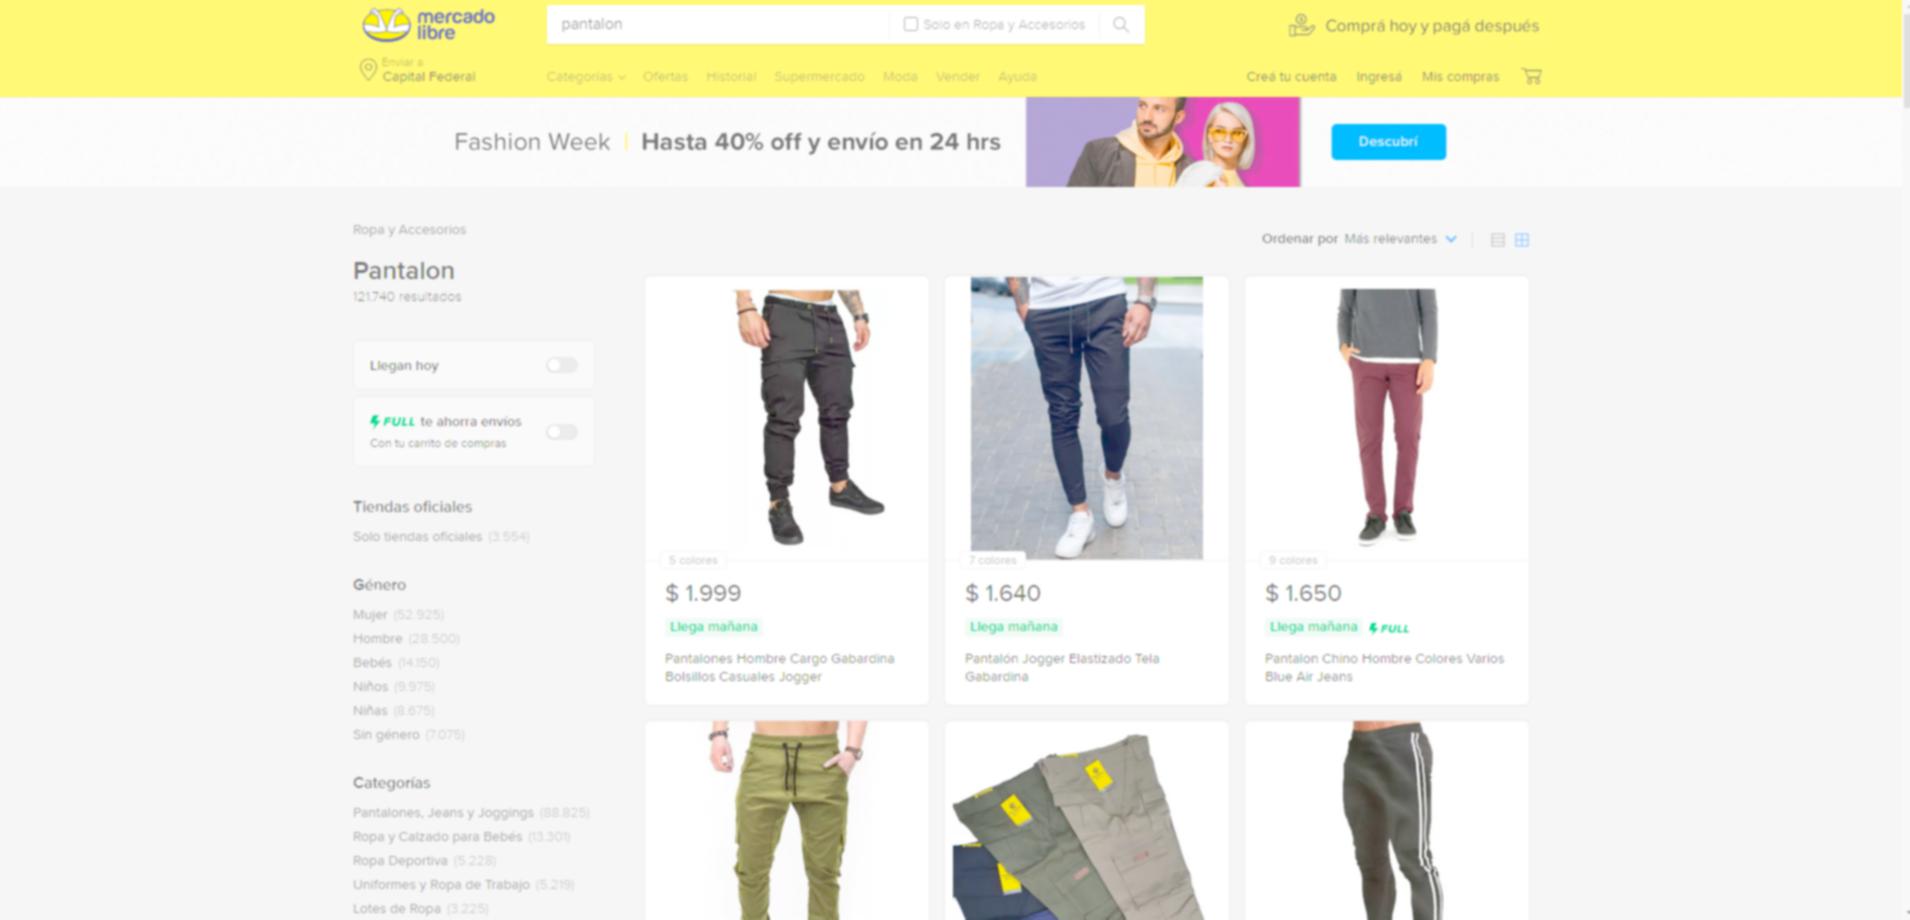 mercado
libre
pantalon
Solo en Ropa y Accesorios
Comprá hoy y pagá después
Enviar a
Capital Federal
Categorías
Ofertas
Historial
Supermercado
Moda
Vender
Ayuda
Creá tu cuenta
Ingresá
Mis compras
Fashion Week | Hasta 40% off y envío en 24 hrs
Descubrí
Ropa y Accesorios
Pantalon
121.740 resultados
Ordenar por Más relevantes
Llegan hoy
FULL te ahorra envíos
Con tu carrito de compras
Tiendas oficiales
Solo tiendas oficiales (3.554)
Género
Mujer (52.925)
Hombre (28.500)
Bebés (14.150)
Niños (9.975)
Niñas (8.675)
Sin género (7.075)
Categorías
Pantalones, Jeans y Joggings (88.825)
Ropa y Calzado para Bebés (13.301)
Ropa Deportiva (5.228)
Uniformes y Ropa de Trabajo (5.219)
Lotes de Ropa (3.225)
5 colores
$ 1.999
Llega mañana
Pantalones Hombre Cargo Gabardina
Bolsillos Casuales Jogger
7 colores
$ 1.640
Llega mañana
Pantalón Jogger Elastizado Tela
Gabardina
9 colores
$ 1.650
Llega mañana FULL
Pantalon Chino Hombre Colores Varios
Blue Air Jeans